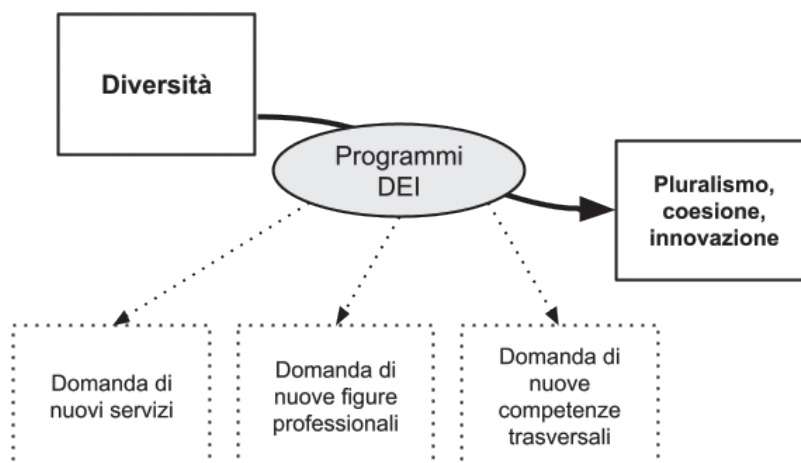 Diversità
Programmi
DEI
Pluralismo,
coesione,
innovazione
Domanda di
nuovi servizi
Domanda di
nuove figure
professionali
Domanda di
nuove
competenze
trasversali